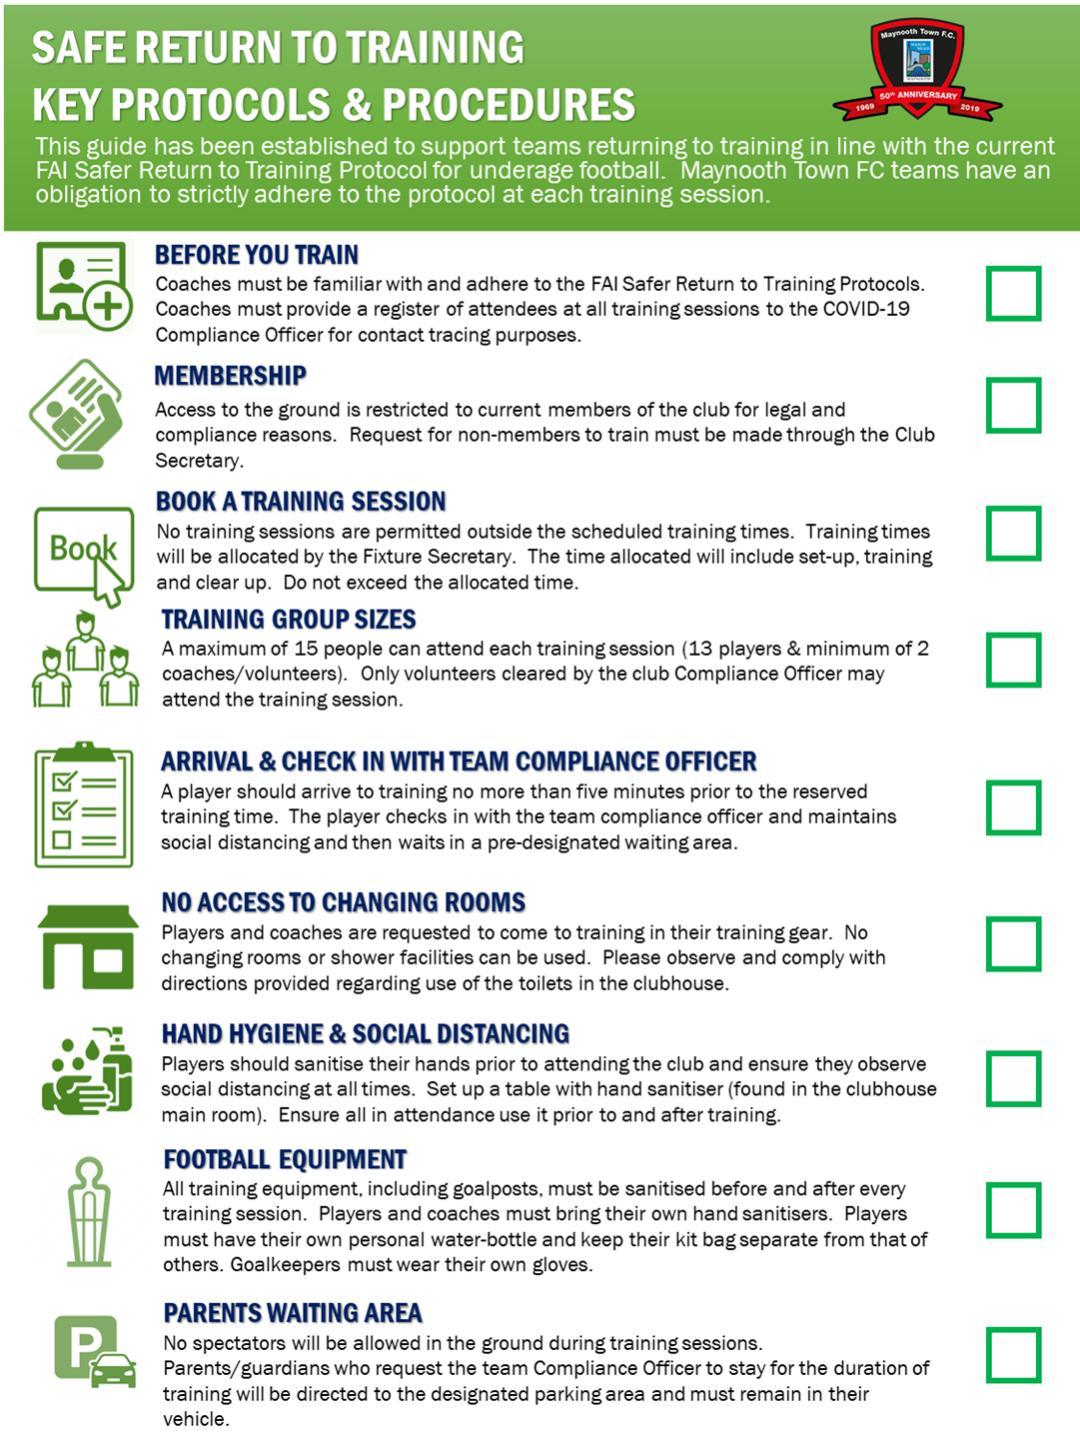 SAFE RETURN TO TRAINING
KEY PROTOCOLS & PROCEDURES
Maynooth Town F.C.
50th ANNIVERSARY
1969
2019
This guide has been established to support teams returning to training in line with the current
FAI Safer Return to Training Protocol for underage football. Maynooth Town FC teams have an
obligation to strictly adhere to the protocol at each training session.
BEFORE YOU TRAIN
Coaches must be familiar with and adhere to the FAI Safer Return to Training Protocols.
Coaches must provide a register of attendees at all training sessions to the COVID-19
Compliance Officer for contact tracing purposes.
MEMBERSHIP
Access to the ground is restricted to current members of the club for legal and
compliance reasons. Request for non-members to train must be made through the Club
Secretary.
Book
BOOK A TRAINING SESSION
No training sessions are permitted outside the scheduled training times. Training times
will be allocated by the Fixture Secretary. The time allocated will include set-up, training
and clear up. Do not exceed the allocated time.
TRAINING GROUP SIZES
A maximum of 15 people can attend each training session (13 players & minimum of 2
coaches/volunteers). Only volunteers cleared by the club Compliance Officer may
attend the training session.
ARRIVAL & CHECK IN WITH TEAM COMPLIANCE OFFICER
A player should arrive to training no more than five minutes prior to the reserved
training time. The player checks in with the team compliance officer and maintains
social distancing and then waits in a pre-designated waiting area.
NO ACCESS TO CHANGING ROOMS
Players and coaches are requested to come to training in their training gear. No
changing rooms or shower facilities can be used. Please observe and comply with
directions provided regarding use of the toilets in the clubhouse.
HAND HYGIENE & SOCIAL DISTANCING
Players should sanitise their hands prior to attending the club and ensure they observe
social distancing at all times. Set up a table with hand sanitiser (found in the clubhouse
main room). Ensure all in attendance use it prior to and after training.
FOOTBALL EQUIPMENT
All training equipment, including goalposts, must be sanitised before and after every
training session. Players and coaches must bring their own hand sanitisers. Players
must have their own personal water-bottle and keep their kit bag separate from that of
others. Goalkeepers must wear their own gloves.
P
PARENTS WAITING AREA
No spectators will be allowed in the ground during training sessions.
Parents/guardians who request the team Compliance Officer to stay for the duration of
training will be directed to the designated parking area and must remain in their
vehicle.